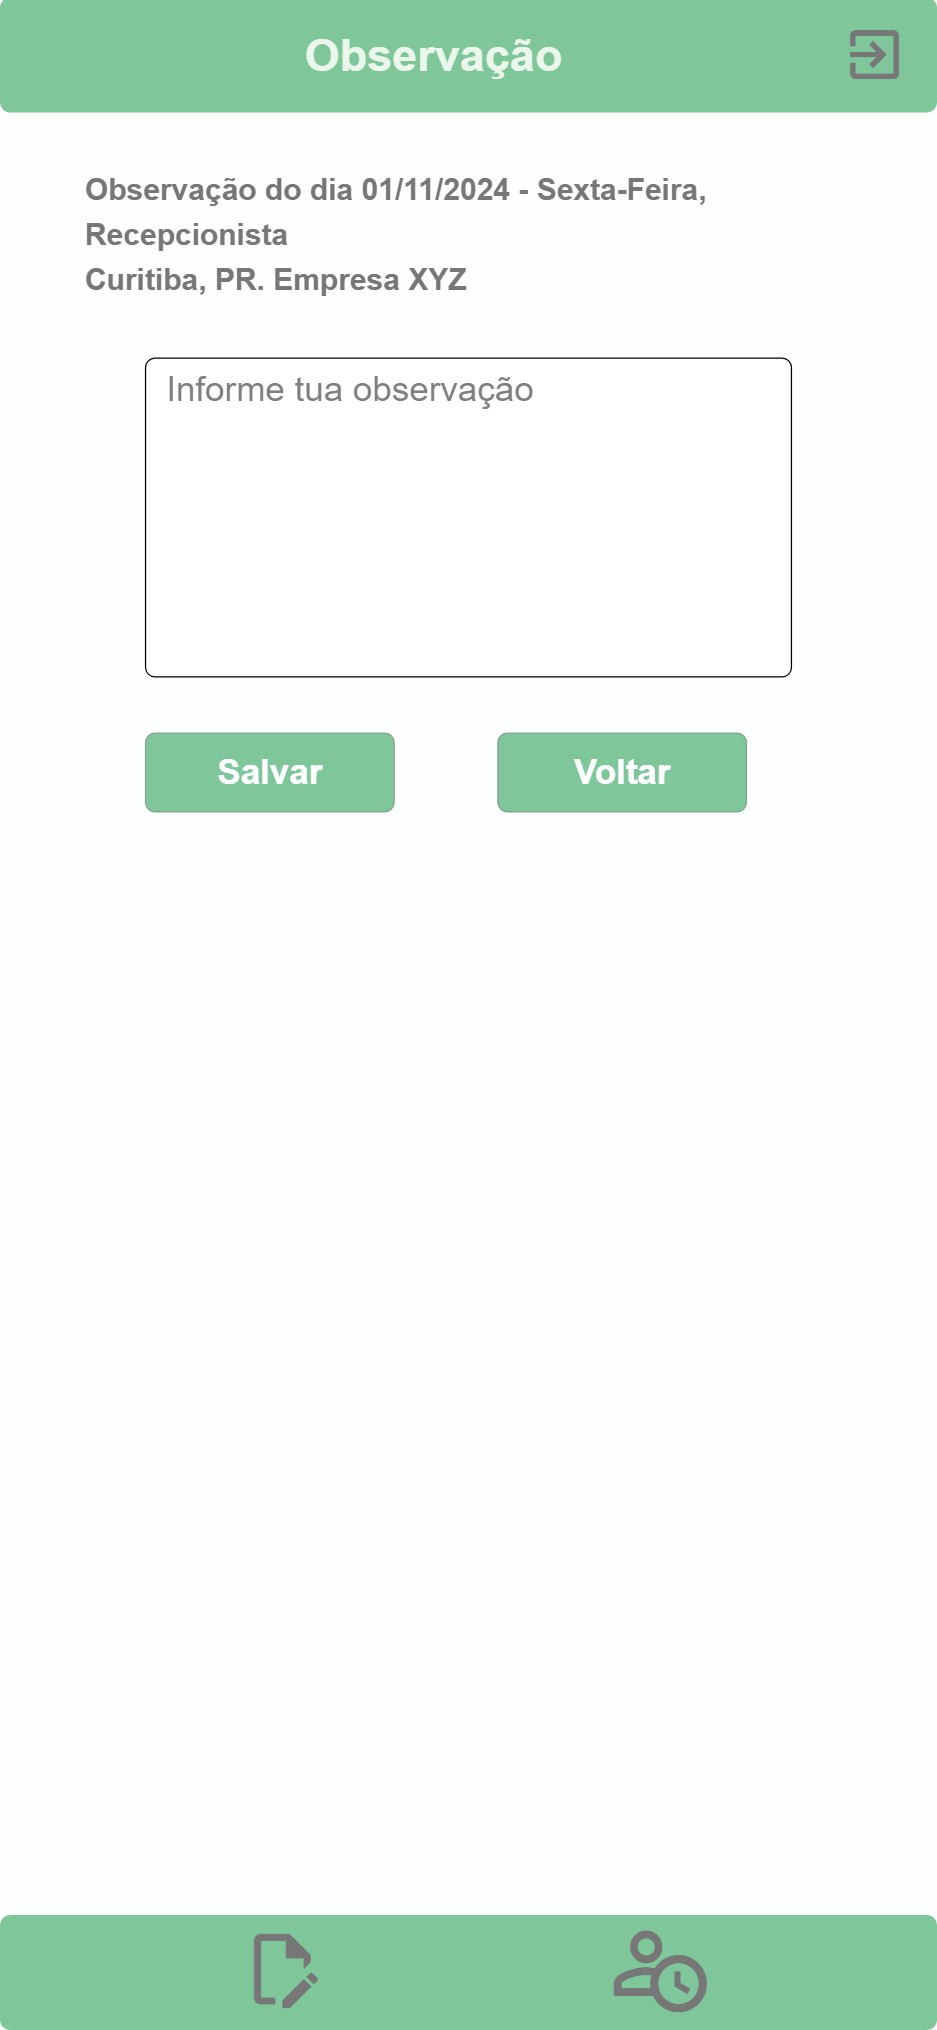 Observação
Observação do dia 01/11/2024 - Sexta-Feira,
Recepcionista
Curitiba, PR. Empresa XYZ
Informe tua observação
Salvar
Voltar